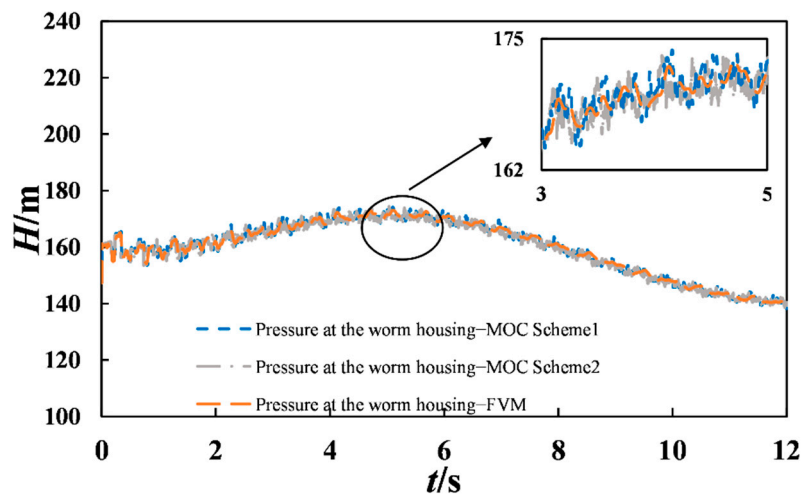 240
220
200
180
160
140
120
100
H/m
175
162
3 5
Pressure at the worm housing–MOC Scheme1
Pressure at the worm housing–MOC Scheme2
Pressure at the worm housing–FVM
0 2 4 6 8 10 12
t/s